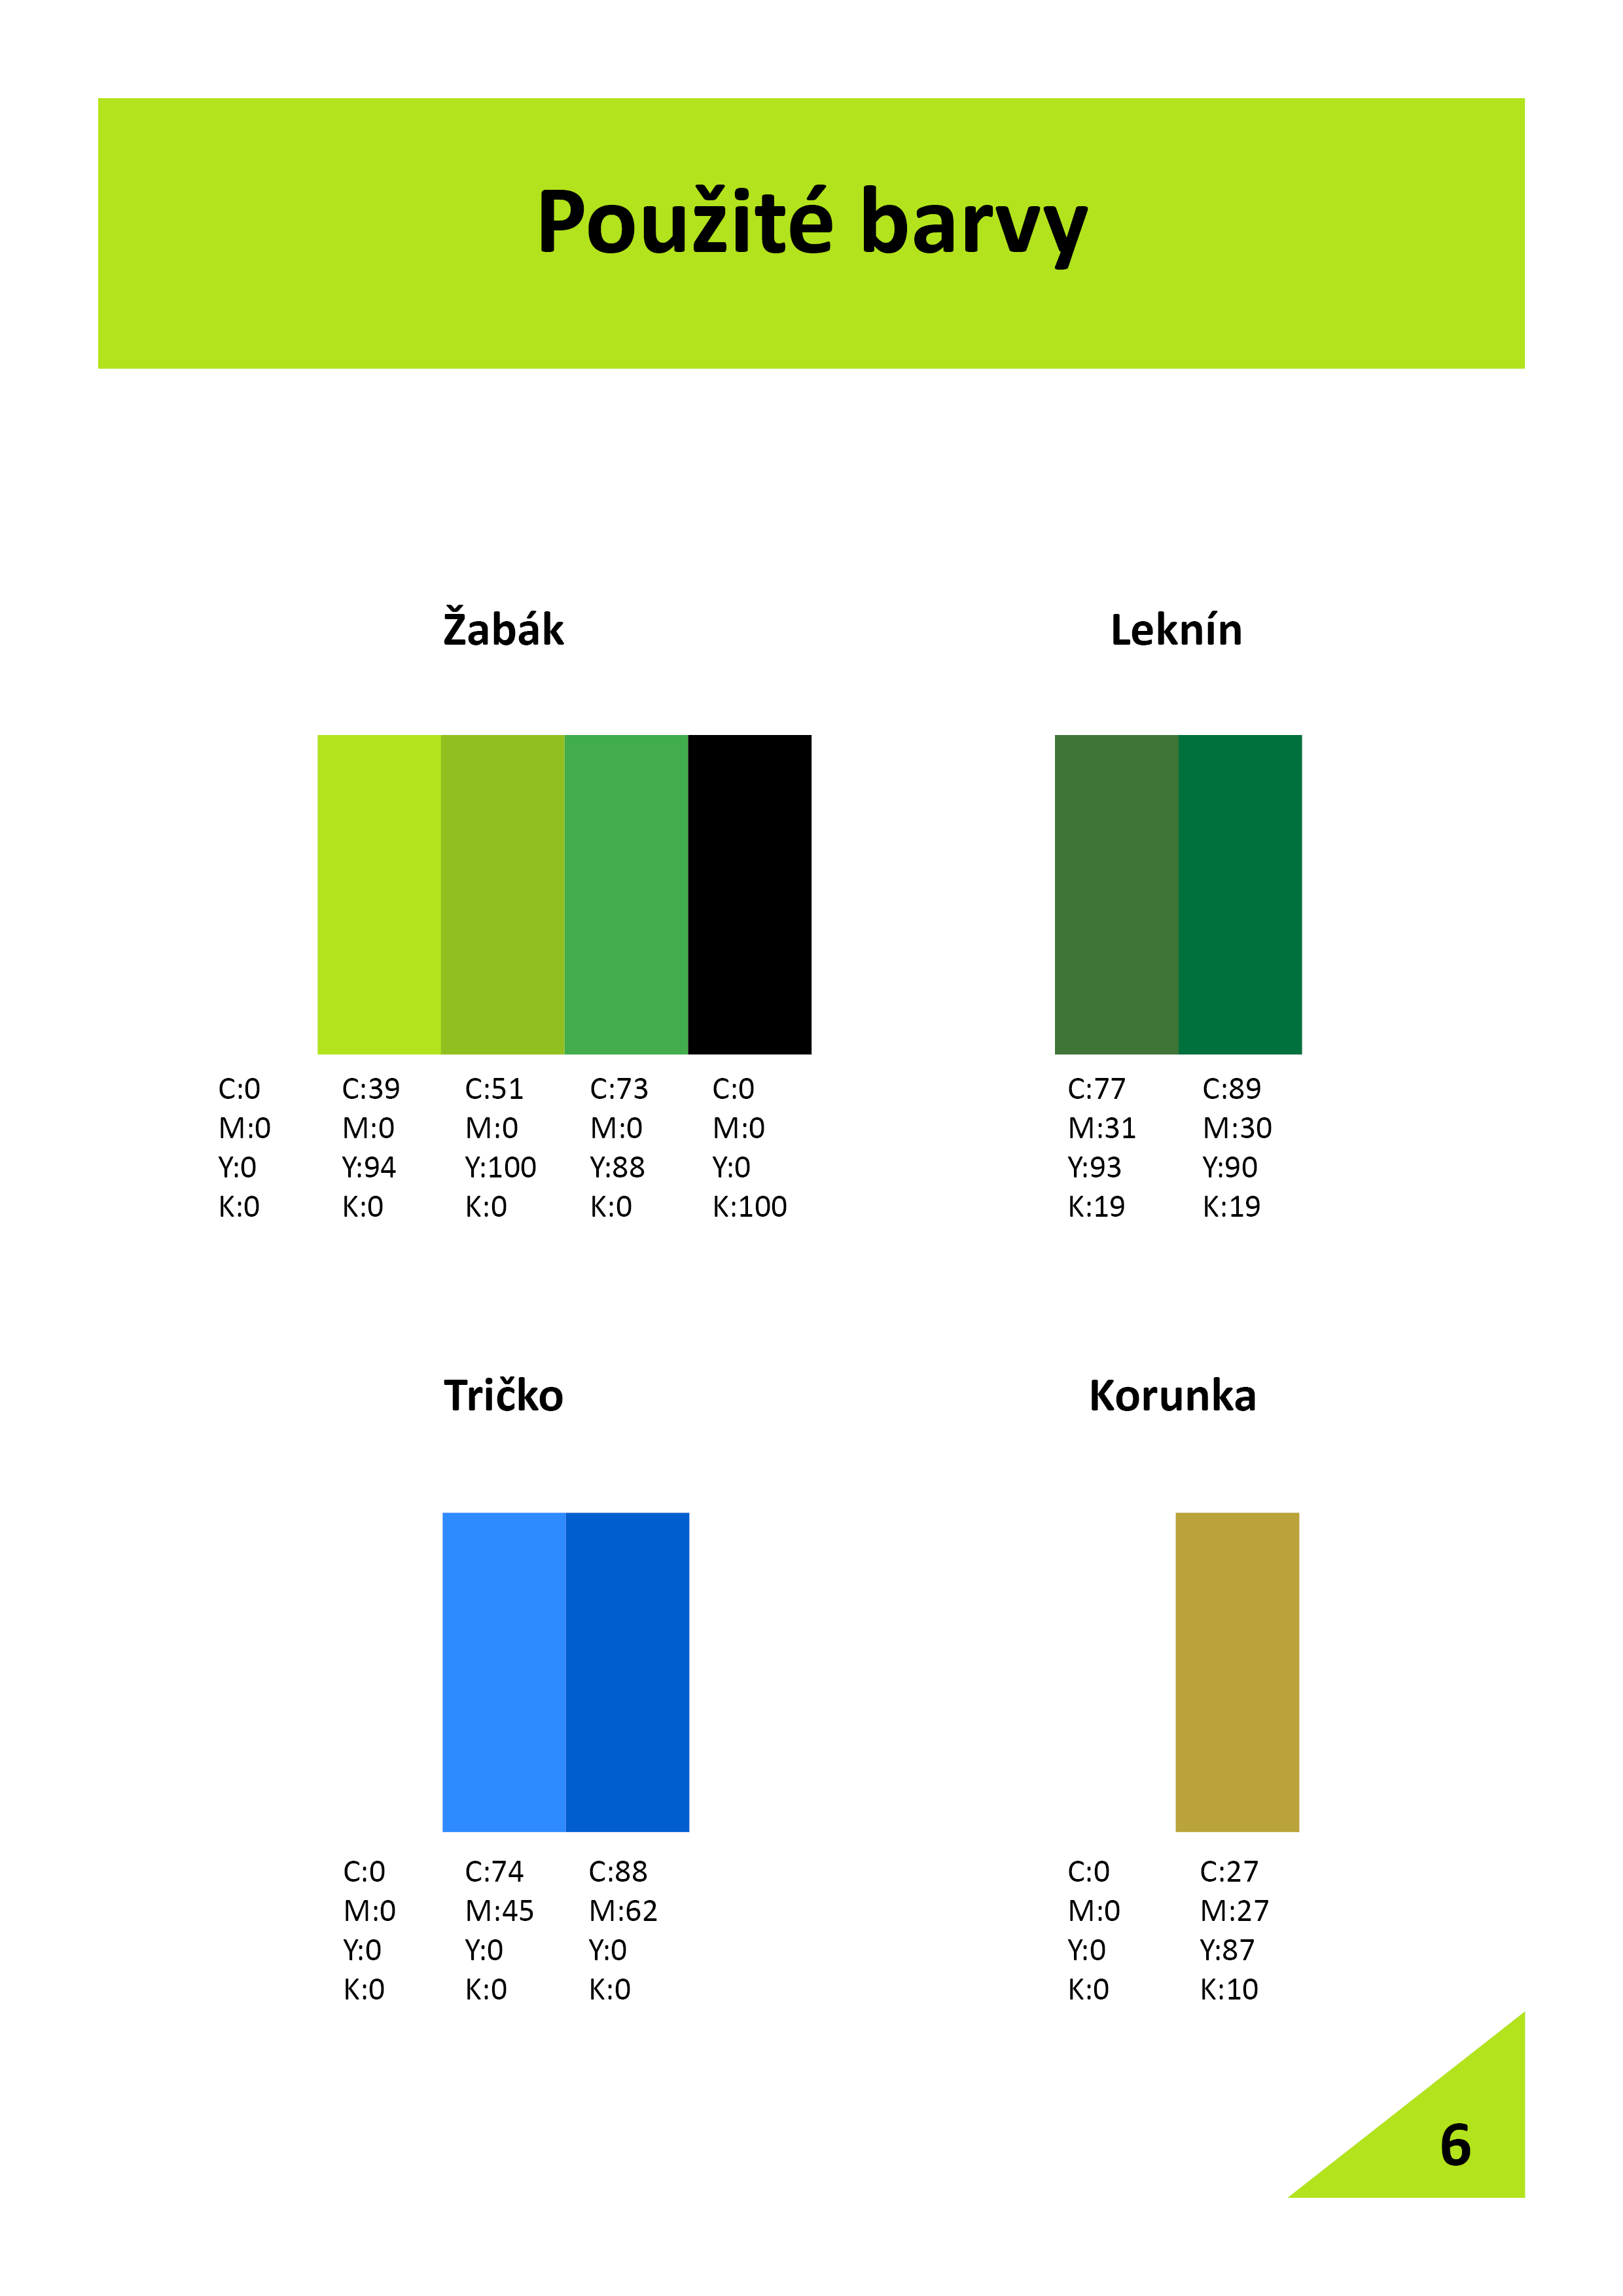 Použité barvy
Žabák
C:0 C:39 C:51 C:73 C:0
M:0 M:0 M:0 M:0 M:0
Y:0 Y:94 Y:100 Y:88 Y:0
K:0 K:0 K:0 K:0 K:100
Leknín
C:77 C:89
M:31 M:30
Y:93 Y:90
K:19 K:19
Tričko
C:0 C:74 C:88
M:0 M:45 M:62
Y:0 Y:0 Y:0
K:0 K:0 K:0
Korunka
C:0 C:27
M:0 M:27
Y:0 Y:87
K:0 K:10
6